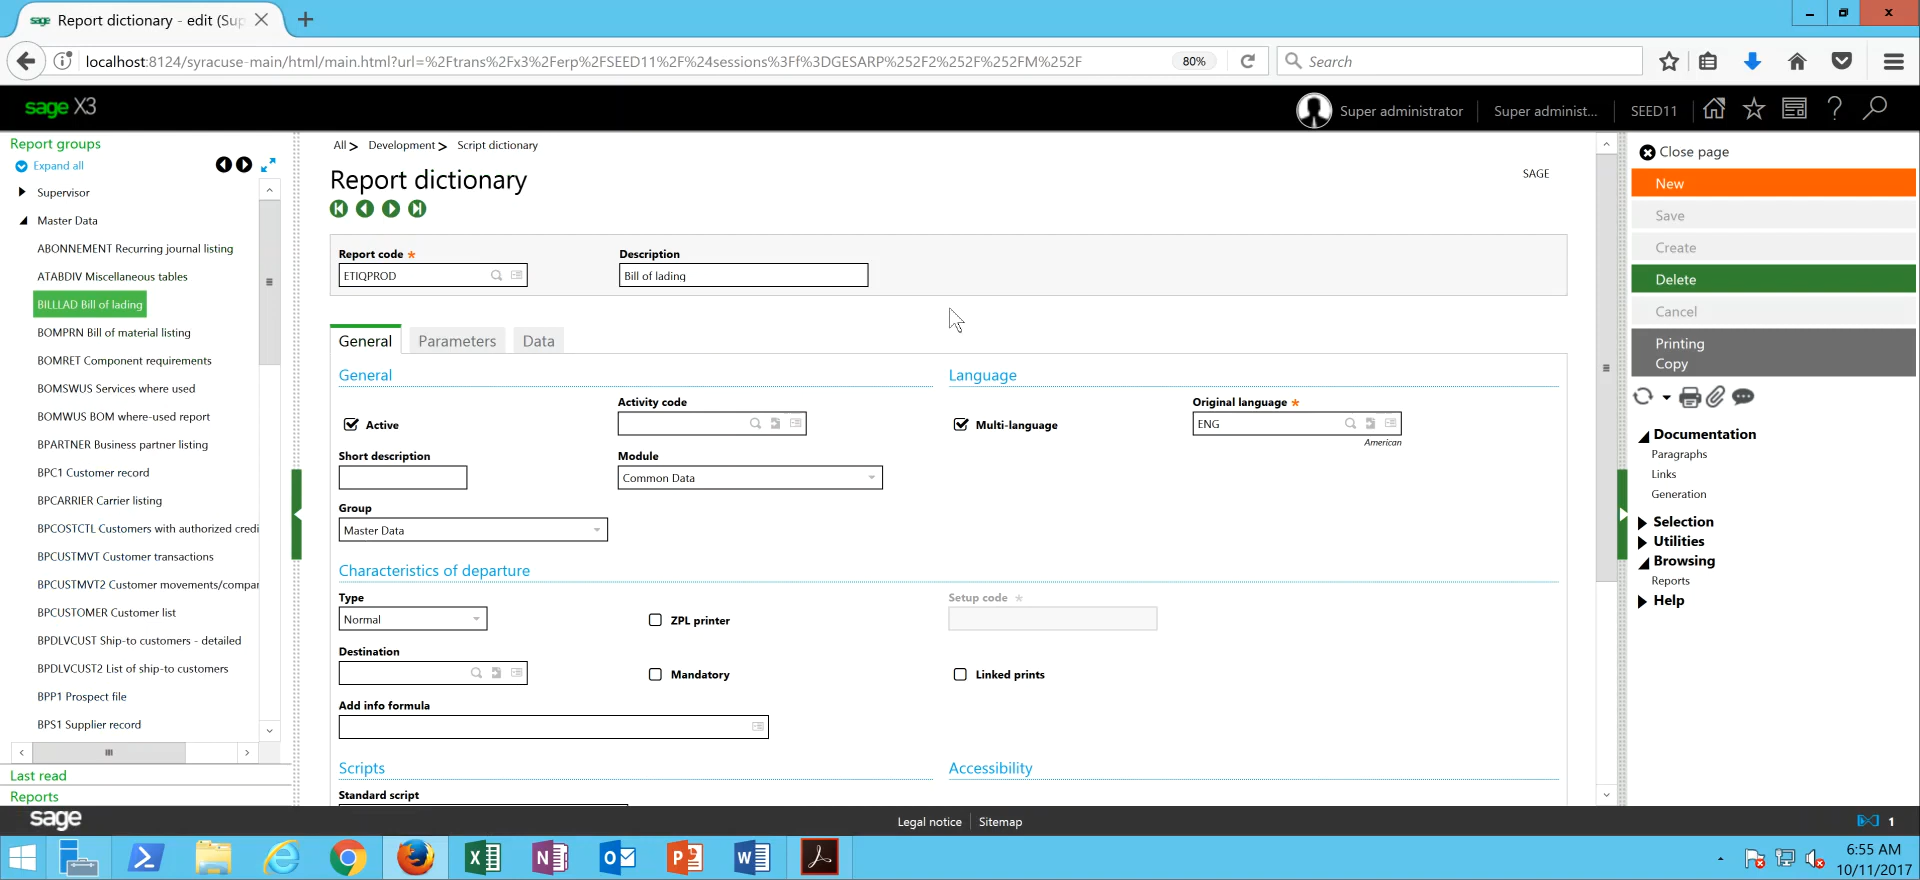 sage Report dictionary - edit (Sup
localhost:8124/syracuse-main/html/main.html?url=%2Ftrans%2Fx3%2Ferp%2FSEED11%2F%24sessions%3Ff%3DGESARP%252F2%252F%252FM%252F
80%
Search
sage X3
Super administrator
Super administ...
SEED11
Report groups
Expand all
Supervisor
Master Data
ABONNEMENT Recurring journal listing
ATABDIV Miscellaneous tables
BILLLAD Bill of lading
BOMPRN Bill of material listing
BOMRET Component requirements
BOMSWUS Services where used
BOMWUS BOM where-used report
BPARTNER Business partner listing
BPC1 Customer record
BPCARRIER Carrier listing
BPCOSTCTL Customers with authorized credi
BPCUSTMVT Customer transactions
BPCUSTMVT2 Customer movements/compar
BPCUSTOMER Customer list
BPDLVCUST Ship-to customers - detailed
BPDLVCUST2 List of ship-to customers
BPP1 Prospect file
BPS1 Supplier record
Last read
Reports
All > Development > Script dictionary
Report dictionary
SAGE
Report code *
ETIQPROD
Description
Bill of lading
General
Parameters
Data
General
Active
Activity code
Short description
Module
Common Data
Group
Master Data
Language
Multi-language
Original language *
ENG
American
Characteristics of departure
Type
Normal
ZPL printer
Setup code *
Destination
Mandatory
Linked prints
Add info formula
Scripts
Standard script
Accessibility
Close page
New
Save
Create
Delete
Cancel
Printing
Copy
Documentation
Paragraphs
Links
Generation
Selection
Utilities
Browsing
Reports
Help
sage
Legal notice
Sitemap
1
6:55 AM
10/11/2017